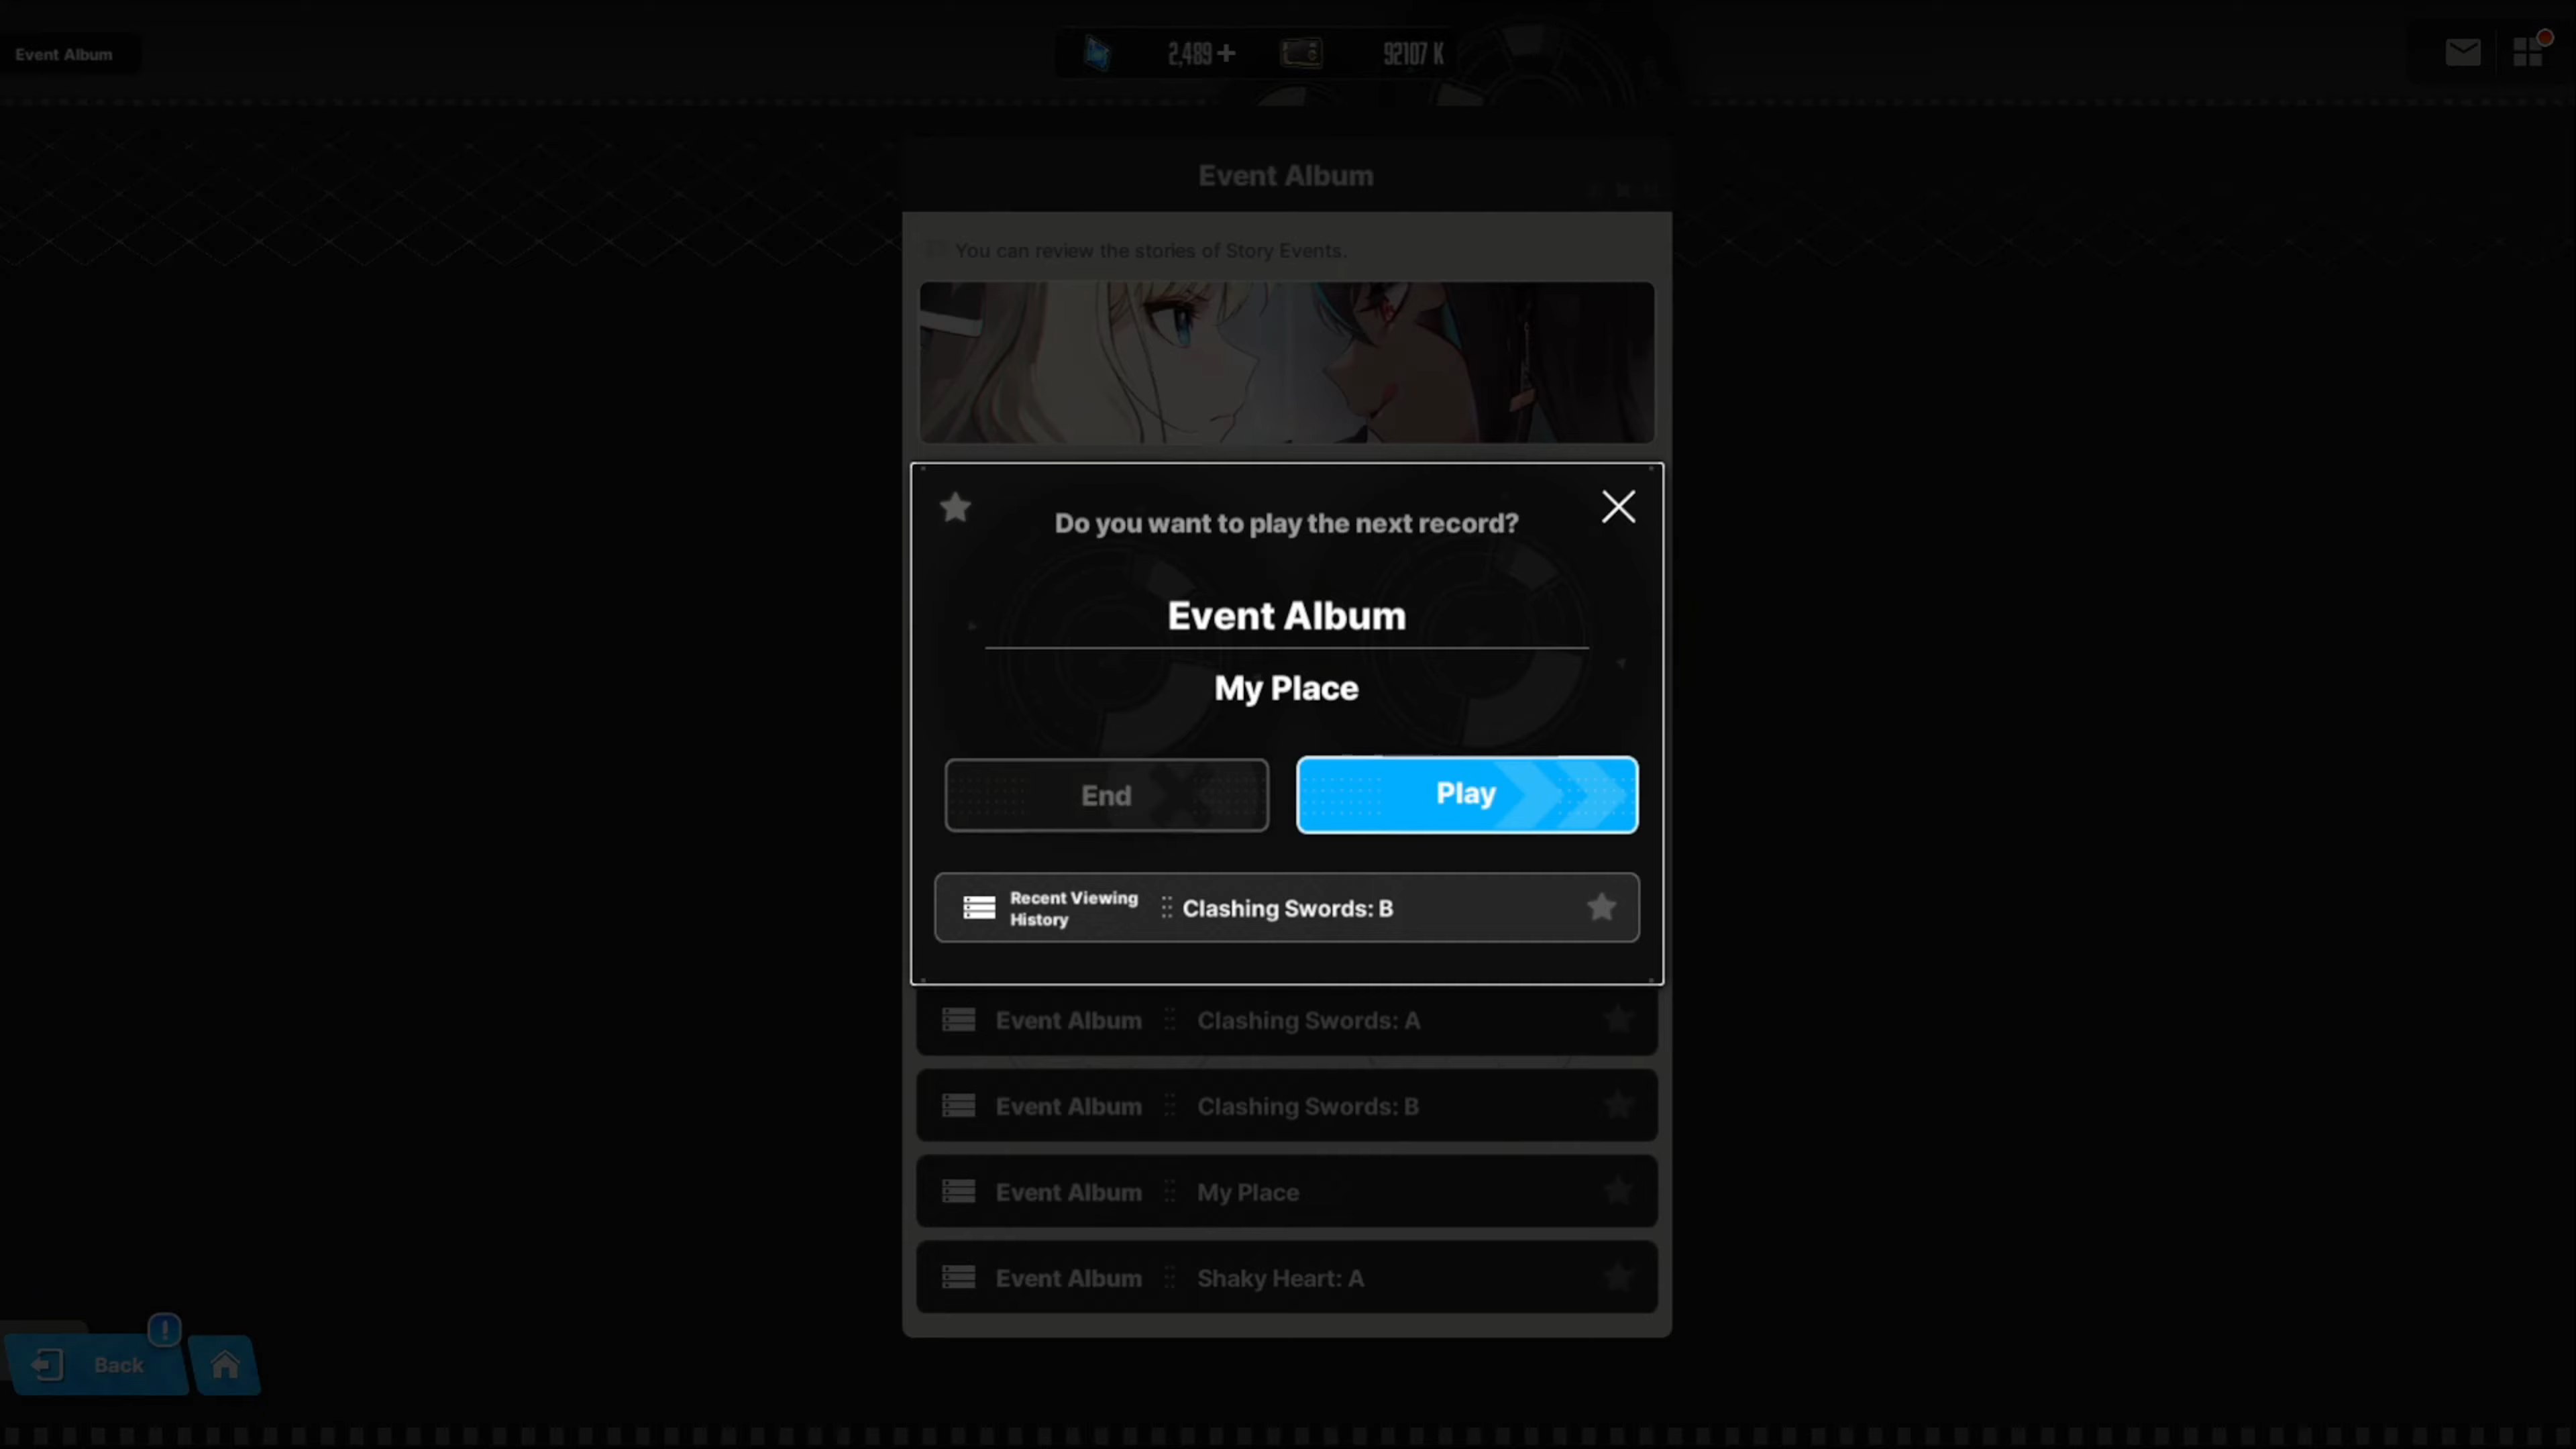 Event Album
2,489 +
92107 K
Event Album
You can review the stories of Story Events.
Do you want to play the next record?
Event Album
My Place
End
Play
Recent Viewing
History
Clashing Swords: B
Event Album
Clashing Swords: A
Event Album
Clashing Swords: B
Event Album
My Place
Event Album
Shaky Heart: A
!
Back